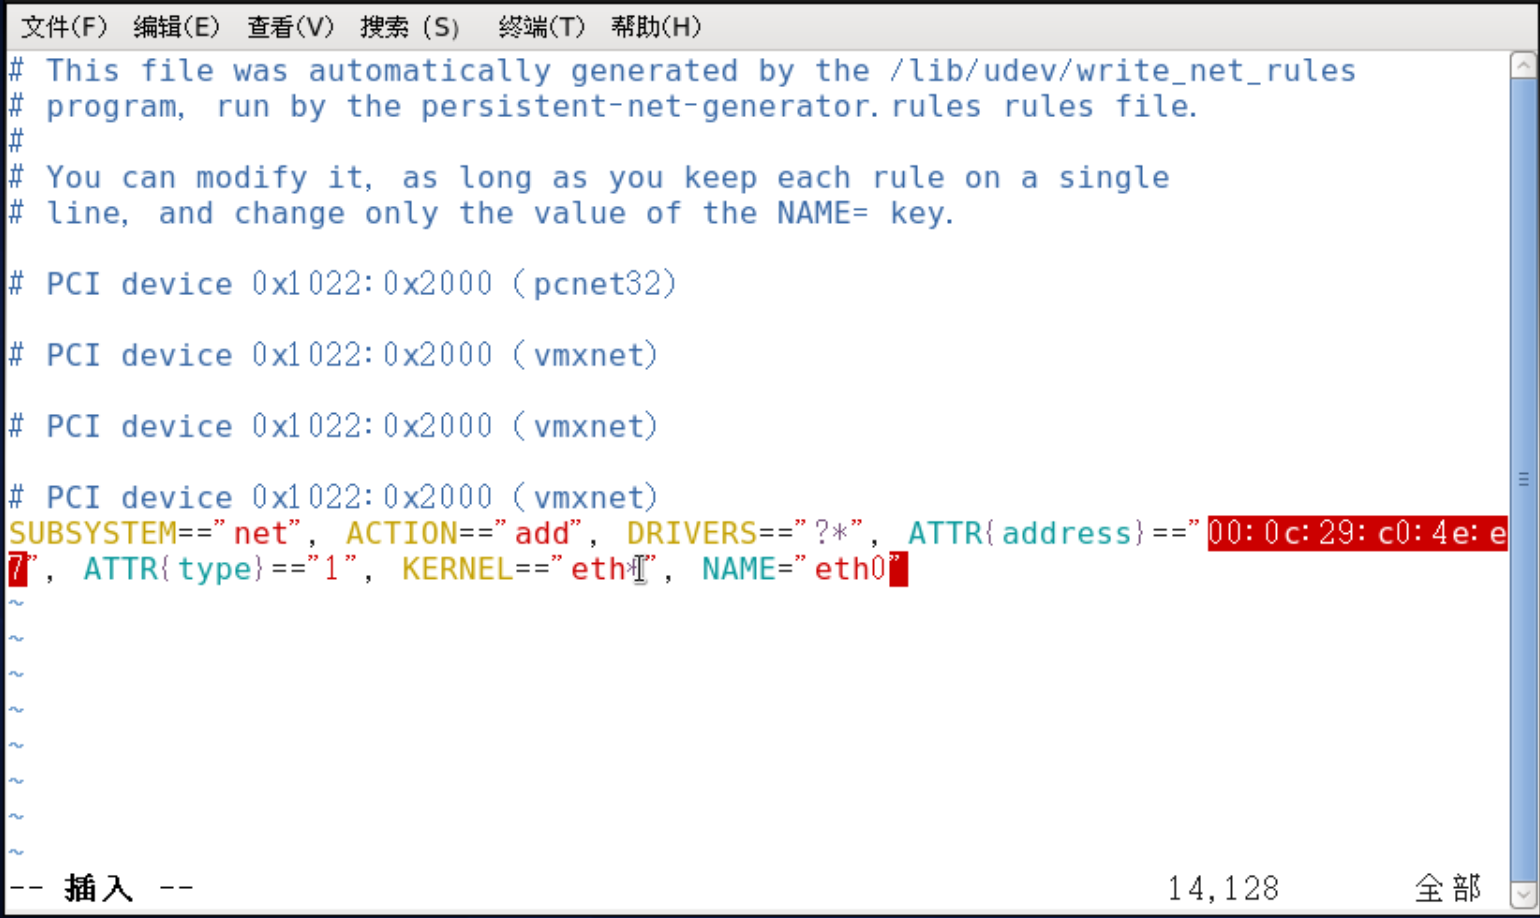 文件(F) 编辑(E) 查看(V) 搜索 (S) 终端(T) 帮助(H)
# This file was automatically generated by the /lib/udev/write_net_rules
# program, run by the persistent-net-generator.rules rules file.
#
# You can modify it, as long as you keep each rule on a single
# line, and change only the value of the NAME= key.
# PCI device 0x1022:0x2000 (pcnet32)
# PCI device 0x1022:0x2000 (vmxnet)
# PCI device 0x1022:0x2000 (vmxnet)
# PCI device 0x1022:0x2000 (vmxnet)
SUBSYSTEM=="net", ACTION=="add", DRIVERS=="?*", ATTR{address}=="00:0c:29:c0:4e:e
7", ATTR{type}=="1", KERNEL=="eth*", NAME="eth0"
~
~
~
~
~
~
~
~
-- 插入 -- 14,128 全部